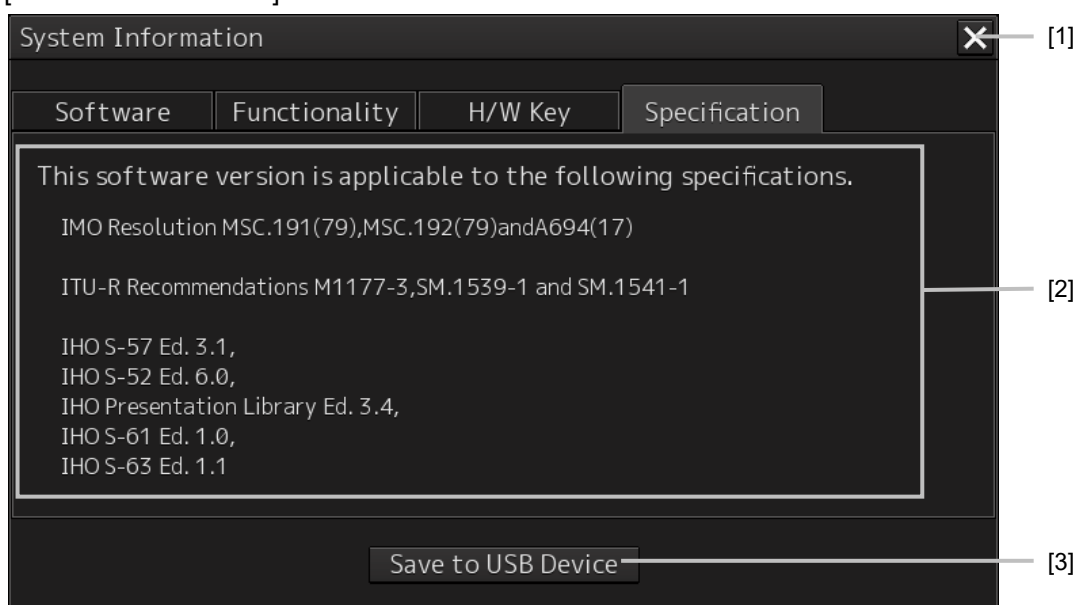 System Information
[1]
Software Functionality H/W Key Specification
This software version is applicable to the following specifications.
IMO Resolution MSC.191(79),MSC.192(79)andA694(17)
ITU-R Recommendations M1177-3,SM.1539-1 and SM.1541-1
[2]
IHO S-57 Ed. 3.1,
IHO S-52 Ed. 6.0,
IHO Presentation Library Ed. 3.4,
IHO S-61 Ed. 1.0,
IHO S-63 Ed. 1.1
Save to USB Device
[3]